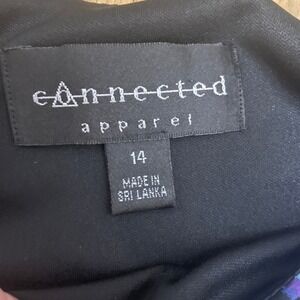 connected
apparel
14
MADE IN
SRI LANKA